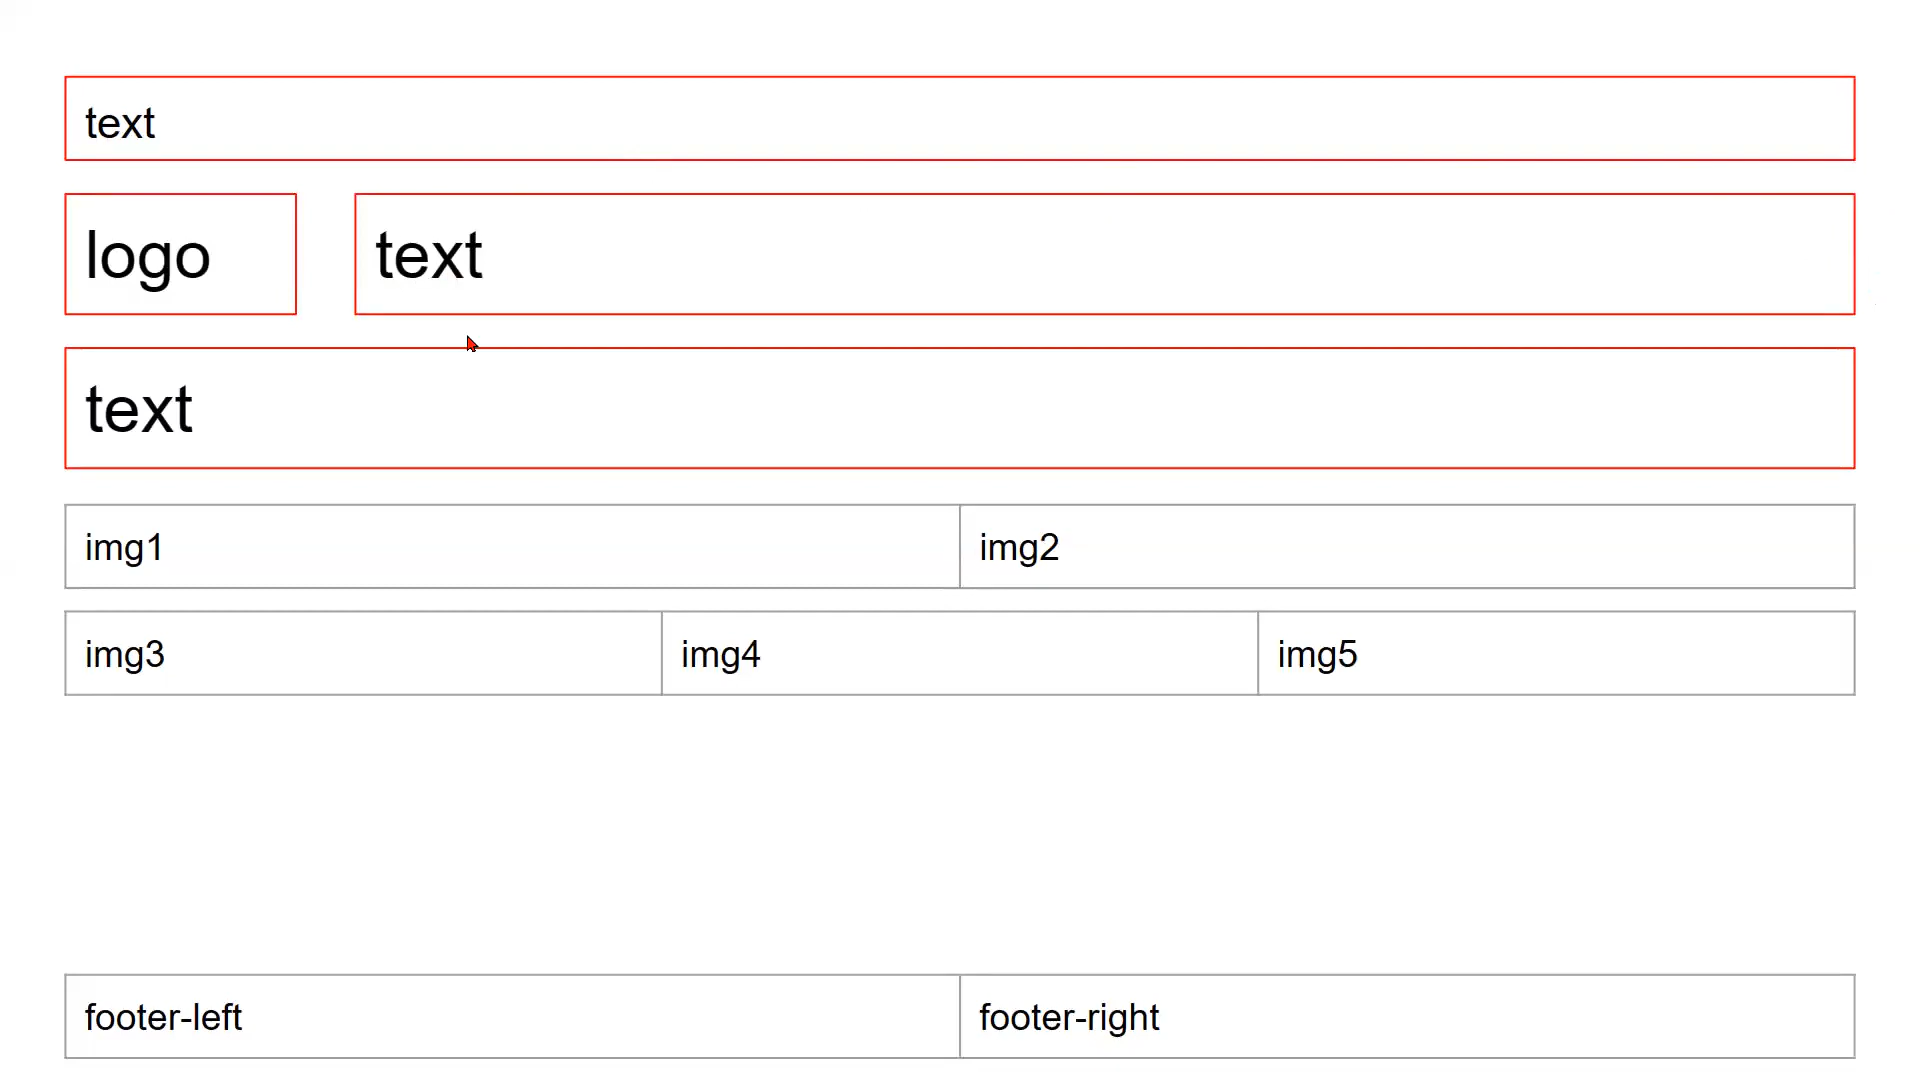 text
logo text
text
img1 img2
img3 img4 img5
footer-left footer-right